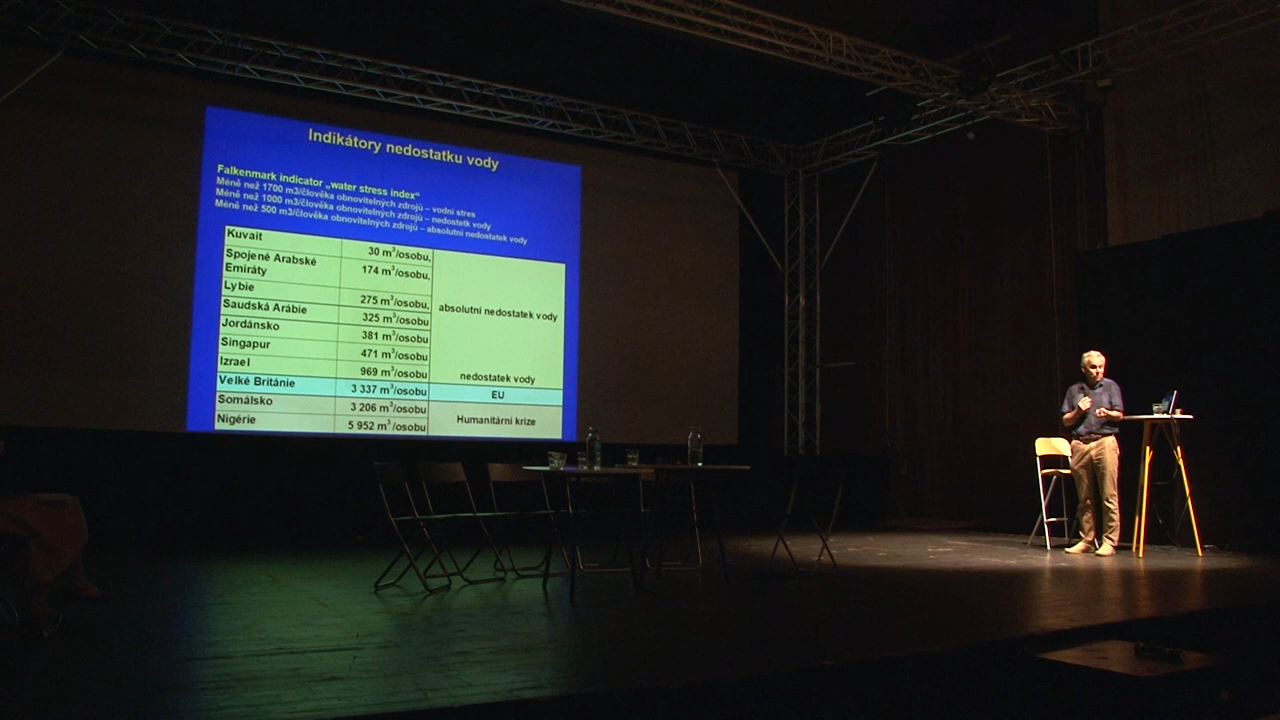 Indikátory nedostatku vody
Falkenmark indicator „water stress index“
Méně než 1700 m3/člověka obnovitelných zdrojů – vodní stres
Méně než 1000 m3/člověka obnovitelných zdrojů – nedostetk vody
Méně než 500 m3/člověka obnovitelných zdrojů – absolutní nedostatek vody
Kuvait 30 m³/osobu,
Spojené Arabské Emiráty 174 m³/osobu,
Lybie 275 m³/osobu,
absolutní nedostatek vody
Saudská Arábie 325 m³/osobu
Jordánsko 381 m³/osobu
Singapur 471 m³/osobu
Izrael 969 m³/osobu nedostatek vody
Velké Británie 3 337 m³/osobu EU
Somálsko 3 206 m³/osobu
Humanitární krize
Nigérie 5 952 m³/osobu